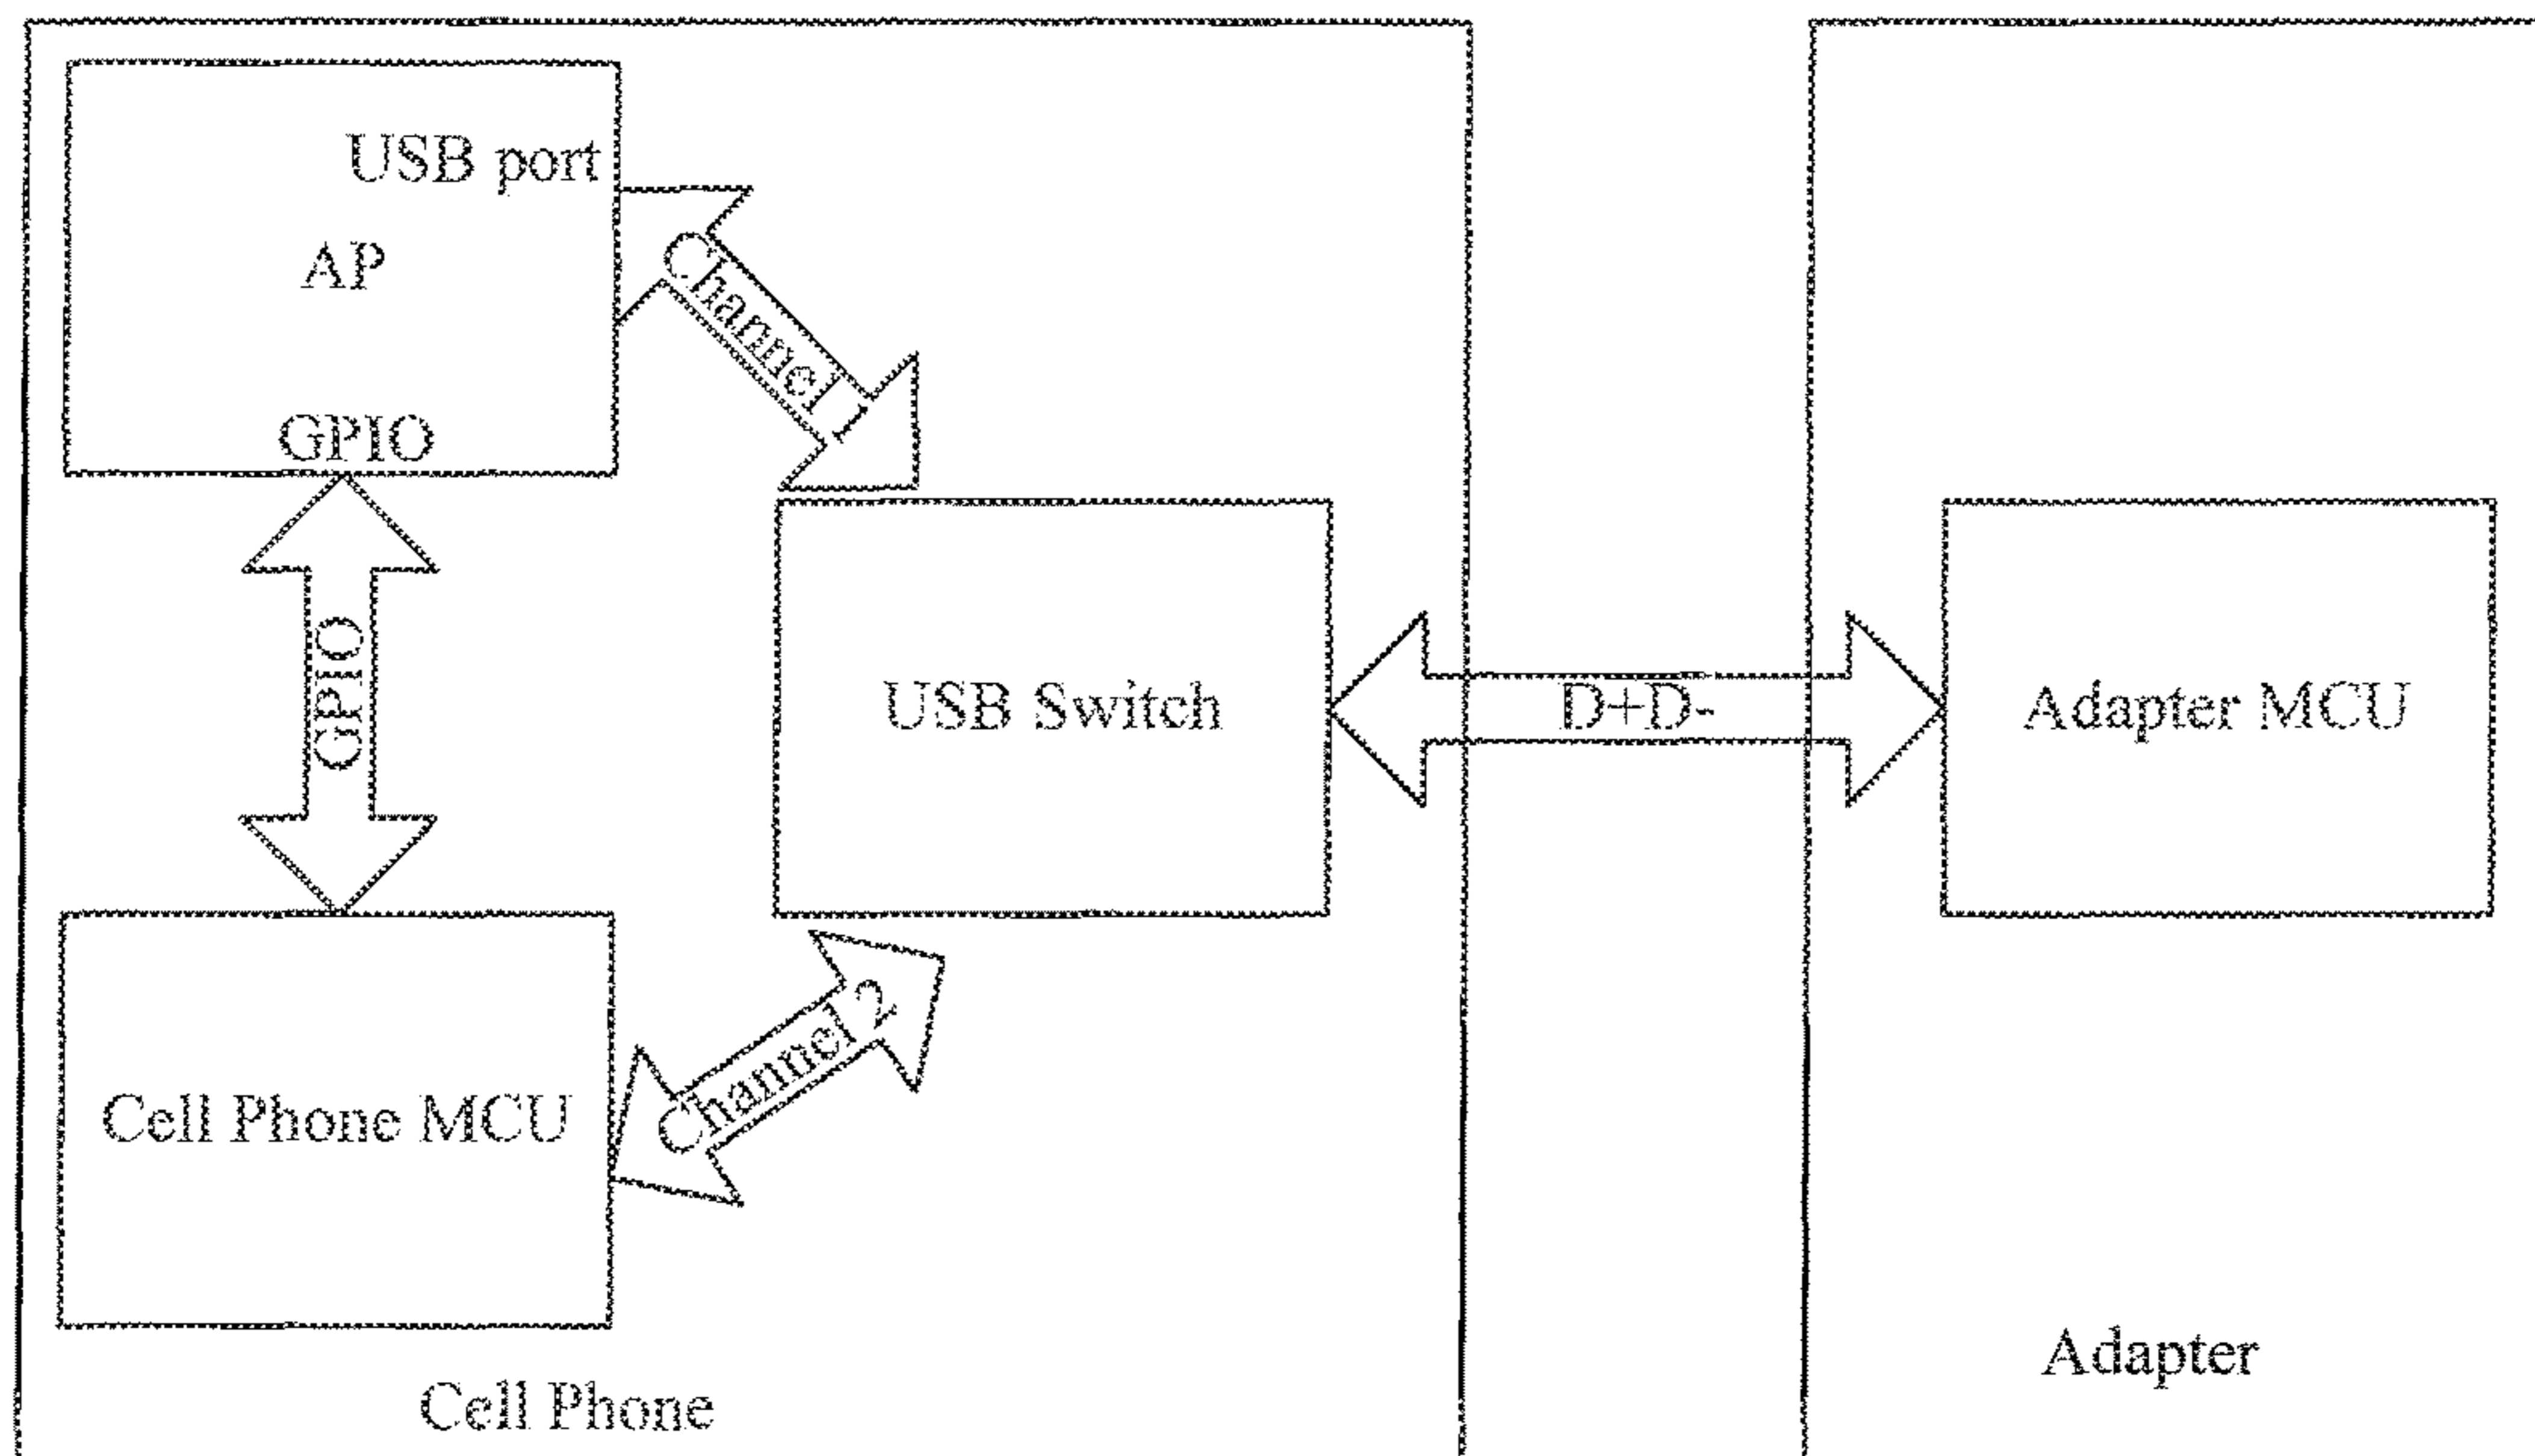 USB port
AP
GPIO
Channel 1
GPIO
USB Switch
D+D-
Adapter MCU
Channel 2
Cell Phone MCU
Adapter
Cell Phone